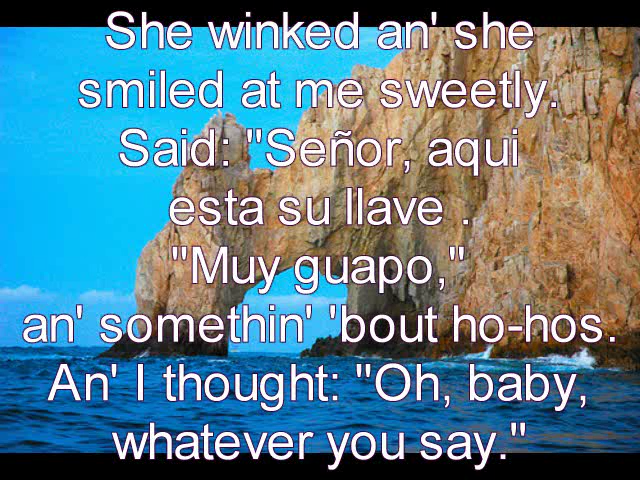 She winked an' she
smiled at me sweetly.
Said: "Señor, aqui
esta su llave .
"Muy guapo,"
an' somethin' 'bout ho-hos.
An' I thought: "Oh, baby,
whatever you say."